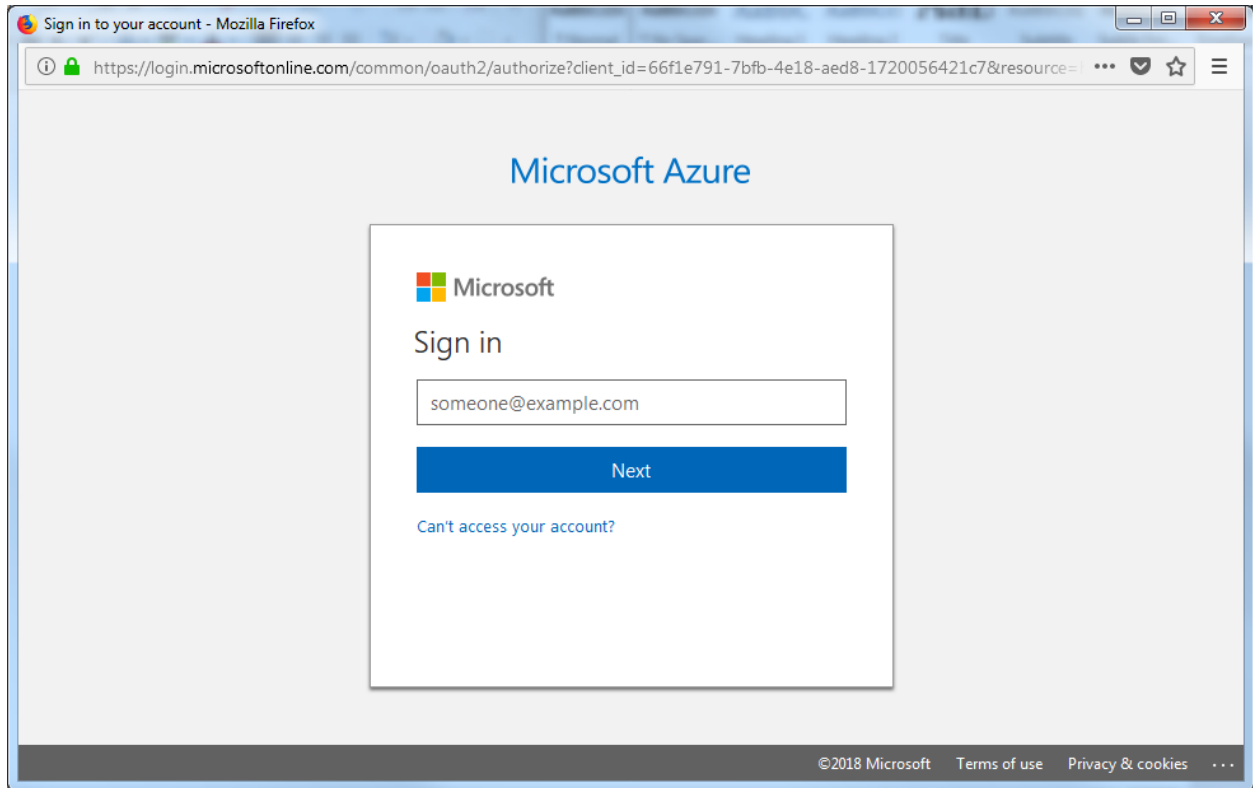 Sign in to your account - Mozilla Firefox
https://login.microsoftonline.com/common/oauth2/authorize?client_id=66f1e791-7bfb-4e18-aed8-1720056421c7&resource=
Microsoft Azure
Microsoft
Sign in
someone@example.com
Next
Can't access your account?
©2018 Microsoft Terms of use Privacy & cookies ...